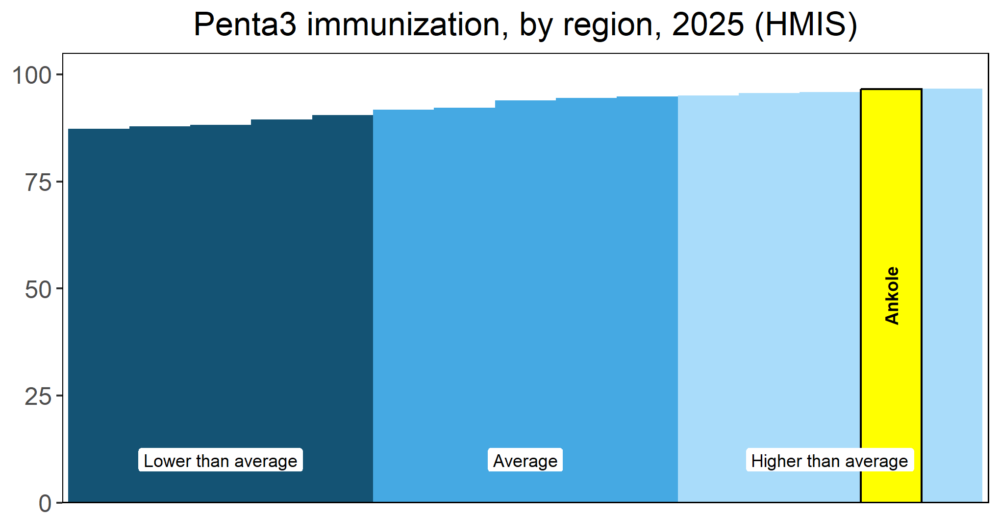 Penta3 immunization, by region, 2025 (HMIS)
100
75
50
25
0
Lower than average
Average
Higher than average
Ankole